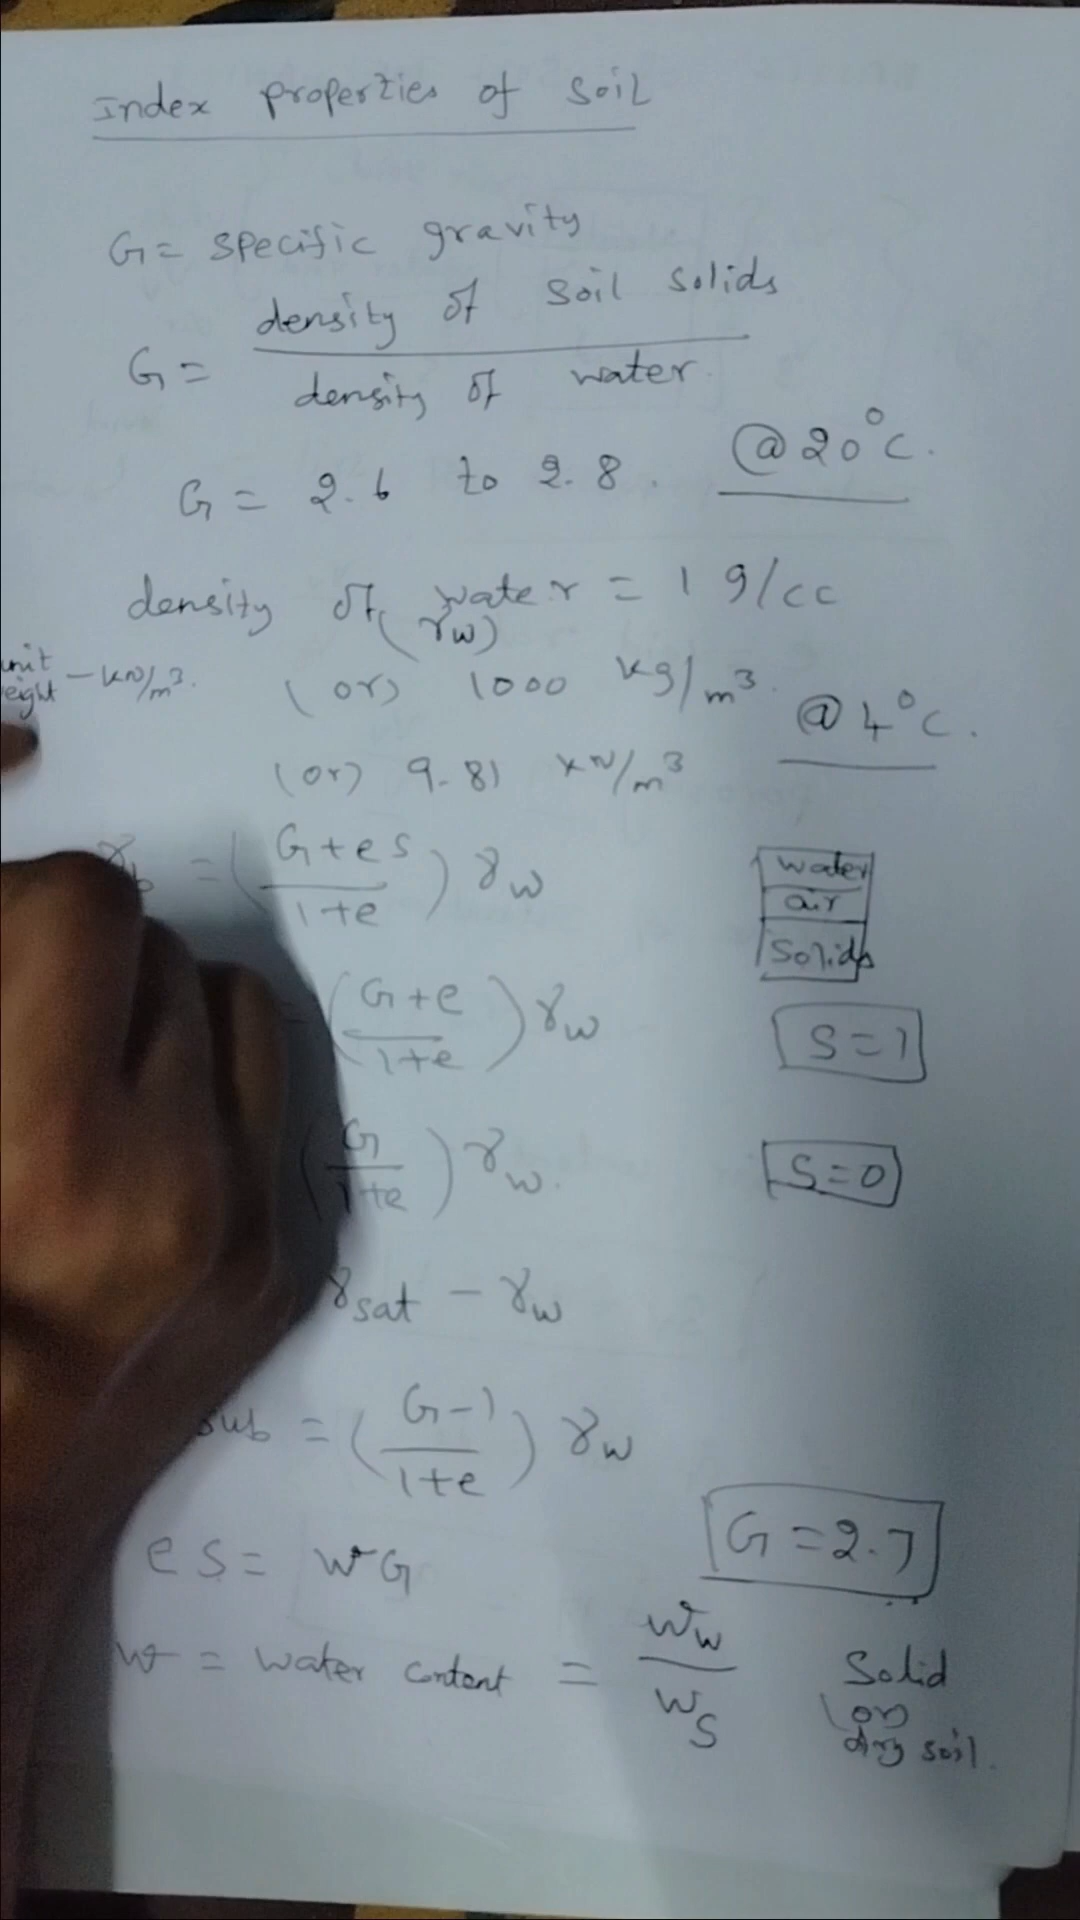 Index properties of soil
G = specific gravity
G = density of soil solids / density of water
G = 2.6 to 2.8. @20°C.
density of water = 1 g/cc
(γw)
unit weight - kN/m³.
(or) 1000 kg/m³ @4°C.
(or) 9.81 kN/m³
γb = (G+es / 1+e) γw
water
air
Solids
(G+e / 1+e) γw
S=1
(G / 1+e) γw.
S=0
γsat - γw
sub = (G-1 / 1+e) γw
G=2.7
es = wG
w = water content = Ww / Ws
Solid
(or)
dry soil.